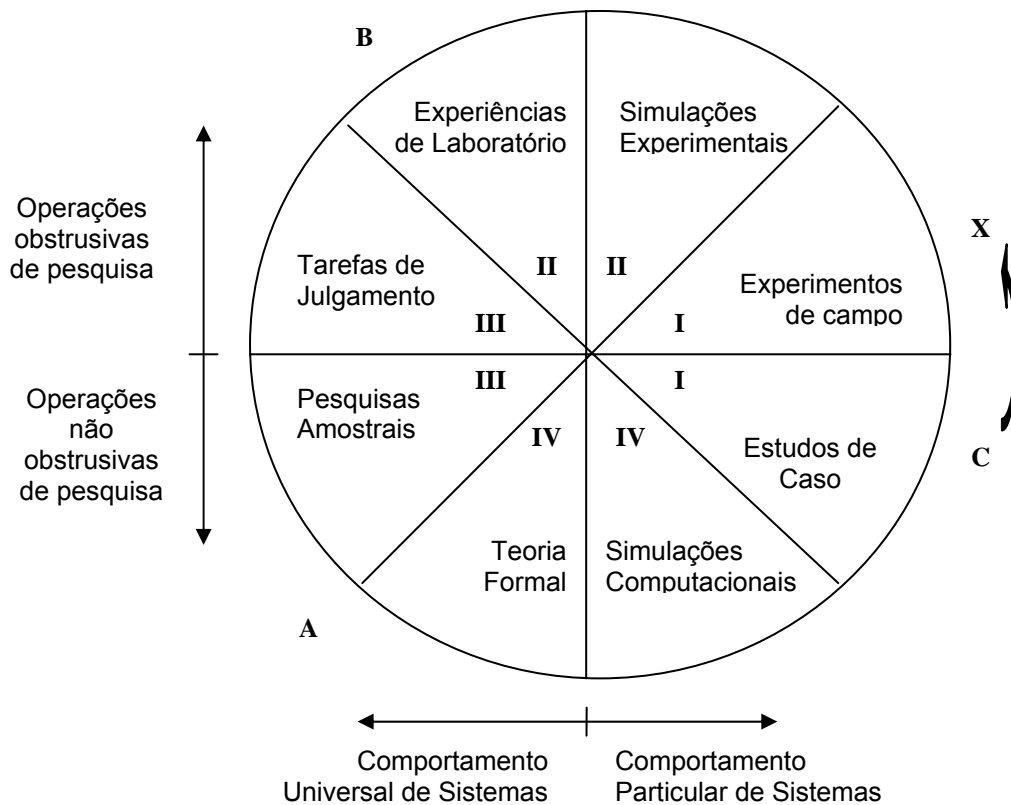 B
Experiências
de Laboratório
Simulações
Experimentais
Operações
obstrusivas
de pesquisa
X
Tarefas de
Julgamento
II
II
Experimentos
de campo
III
I
III
I
Operações
não
obstrusivas
de pesquisa
Pesquisas
Amostrais
IV
IV
Estudos de
Caso
C
Teoria
Formal
Simulações
Computacionais
A
Comportamento
Universal de Sistemas
Comportamento
Particular de Sistemas